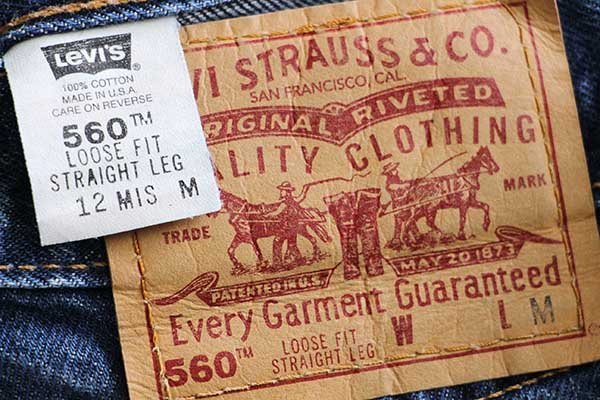 LEVI'S
100% COTTON
MADE IN U.S.A.
CARE ON REVERSE
560™
LOOSE FIT
STRAIGHT LEG
12 MIS M
VI STRAUSS & CO.
SAN FRANCISCO, CAL.
RIGINAL RIVETED
ALITY CLOTHING
TRADE MARK
PATENTED IN U.S. MAY 20 1873
Every Garment Guaranteed
560™ LOOSE FIT W L M
STRAIGHT LEG